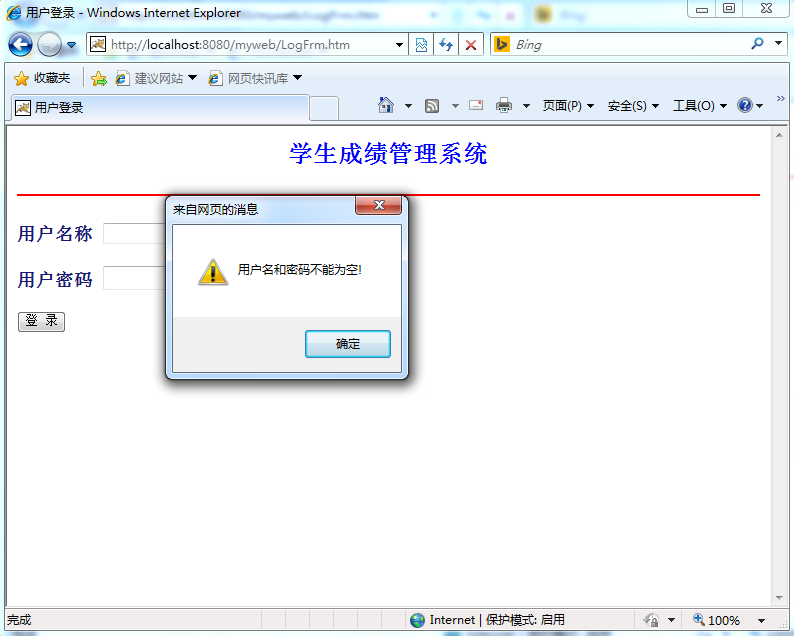 用户登录 - Windows Internet Explorer
http://localhost:8080/myweb/LogFrm.htm
Bing
收藏夹
建议网站
网页快讯库
用户登录
页面(P)
安全(S)
工具(O)
»
学生成绩管理系统
来自网页的消息
用户名称
用户名和密码不能为空!
用户密码
登 录
确定
完成
Internet | 保护模式: 启用
100%